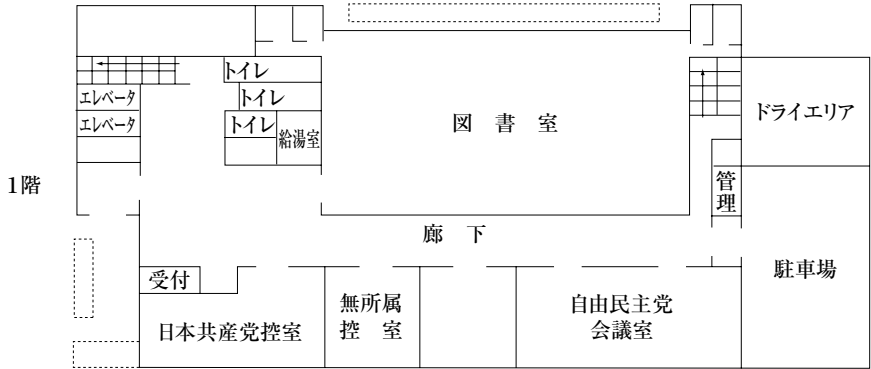 トイレ
エレベータ
トイレ
ドライエリア
エレベータ
トイレ
給湯室
図書室
1階
管理
廊下
駐車場
受付
無所属
控室
自由民主党
会議室
日本共産党控室